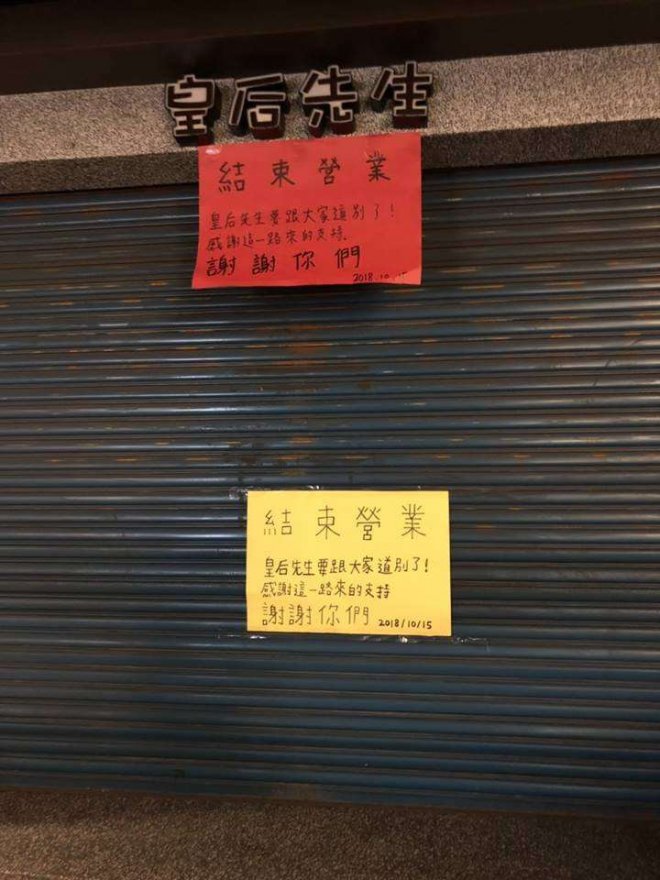 皇后先生
結束營業
皇后先生要跟大家道別了!
感謝這一路來的支持.
謝謝你們
2018.10.15
結束營業
皇后先生要跟大家道別了!
感謝這一路來的支持
謝謝你們 2018/10/15